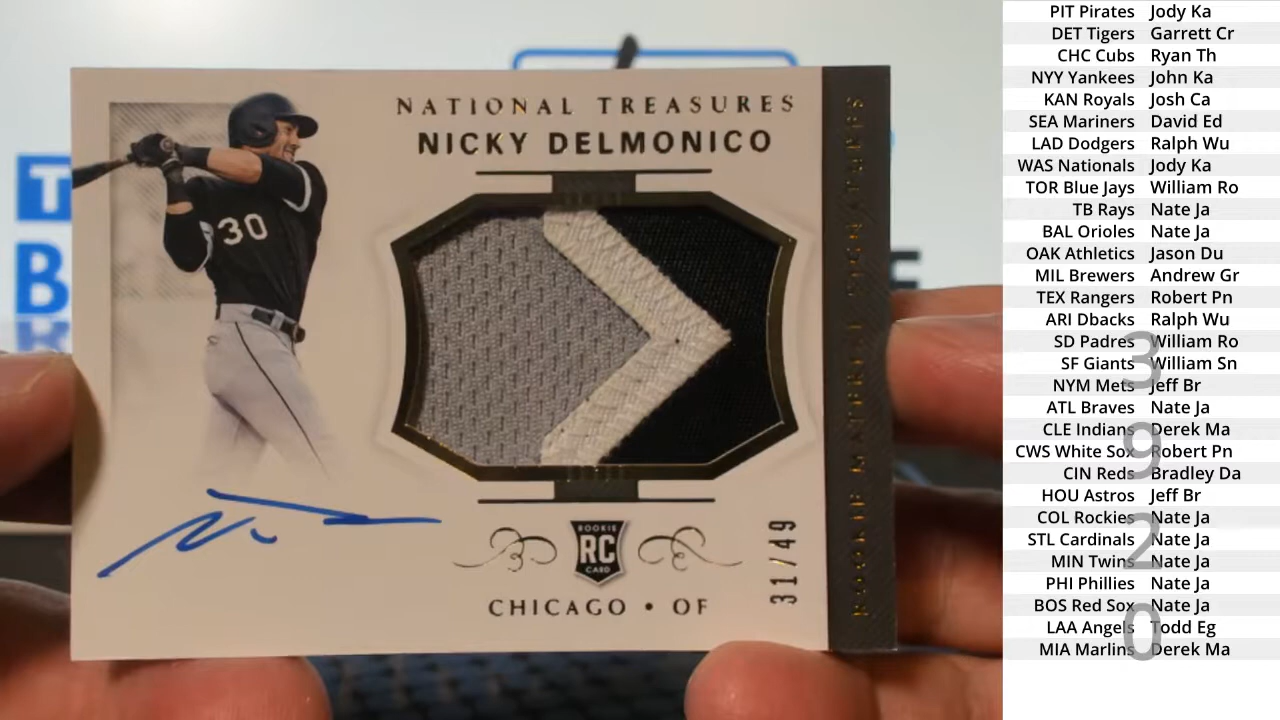 NATIONAL TREASURES
NICKY DELMONICO
30
ROOKIE MATERIAL SIGNATURES
ROOKIE
RC
CARD
31/49
CHICAGO • OF
PIT Pirates Jody Ka
DET Tigers Garrett Cr
CHC Cubs Ryan Th
NYY Yankees John Ka
KAN Royals Josh Ca
SEA Mariners David Ed
LAD Dodgers Ralph Wu
WAS Nationals Jody Ka
TOR Blue Jays William Ro
TB Rays Nate Ja
BAL Orioles Nate Ja
OAK Athletics Jason Du
MIL Brewers Andrew Gr
TEX Rangers Robert Pn
ARI Dbacks Ralph Wu
SD Padres William Ro
SF Giants William Sn
NYM Mets Jeff Br
ATL Braves Nate Ja
CLE Indians Derek Ma
CWS White Sox Robert Pn
CIN Reds Bradley Da
HOU Astros Jeff Br
COL Rockies Nate Ja
STL Cardinals Nate Ja
MIN Twins Nate Ja
PHI Phillies Nate Ja
BOS Red Sox Nate Ja
LAA Angels Todd Eg
MIA Marlins Derek Ma
3
9
2
0